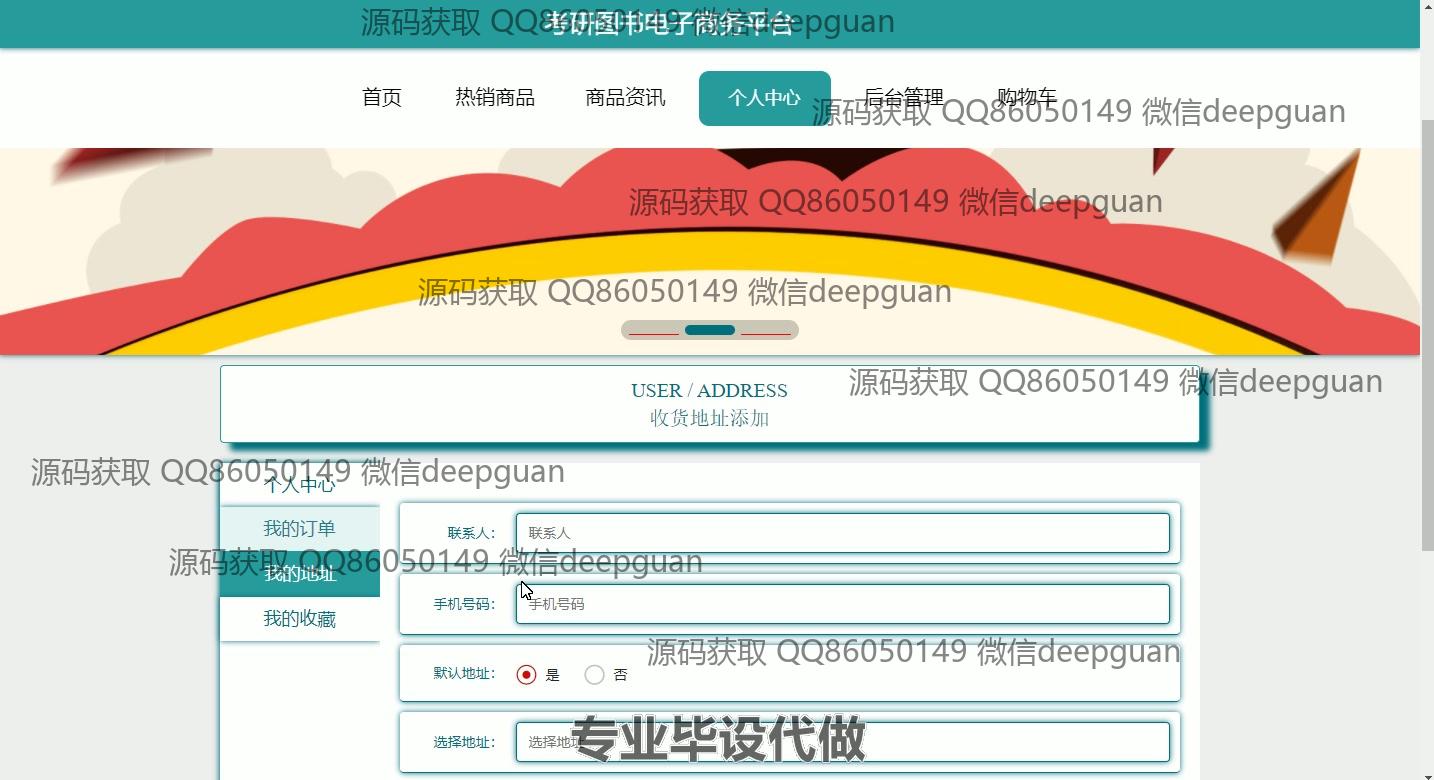 考研图书电子商务平台
源码获取 QQ86050149 微信deepguan
首页
热销商品
商品资讯
个人中心
后台管理
购物车
源码获取 QQ86050149 微信deepguan
源码获取 QQ86050149 微信deepguan
源码获取 QQ86050149 微信deepguan
USER / ADDRESS
收货地址添加
源码获取 QQ86050149 微信deepguan
源码获取 QQ86050149 微信deepguan
个人中心
我的订单
我的地址
我的收藏
源码获取 QQ86050149 微信deepguan
联系人： 联系人
手机号码： 手机号码
源码获取 QQ86050149 微信deepguan
默认地址： 是 否
选择地址： 选择地址
专业毕设代做